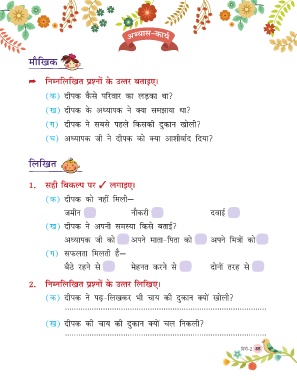 अभ्यास-कार्य
मौखिक
निम्नलिखित प्रश्नों के उत्तर बताइए।
(क) दीपक कैसे परिवार का लड़का था?
(ख) दीपक के अध्यापक ने क्या समझाया था?
(ग) दीपक ने सबसे पहले किसकी दुकान खोली?
(घ) अध्यापक जी ने दीपक को क्या आशीर्वाद दिया?
लिखित
1. सही विकल्प पर ✓ लगाइए।
(क) दीपक को नहीं मिली—
जमीन नौकरी दवाई
(ख) दीपक ने अपनी समस्या किसे बताई?
अध्यापक जी को अपने माता-पिता को अपने मित्रों को
(ग) सफलता मिलती है—
बैठे रहने से मेहनत करने से दोनों तरह से
2. निम्नलिखित प्रश्नों के उत्तर लिखिए।
(क) दीपक ने पढ़-लिखकर भी चाय की दुकान क्यों खोली?
(ख) दीपक की चाय की दुकान क्यों चल निकली?